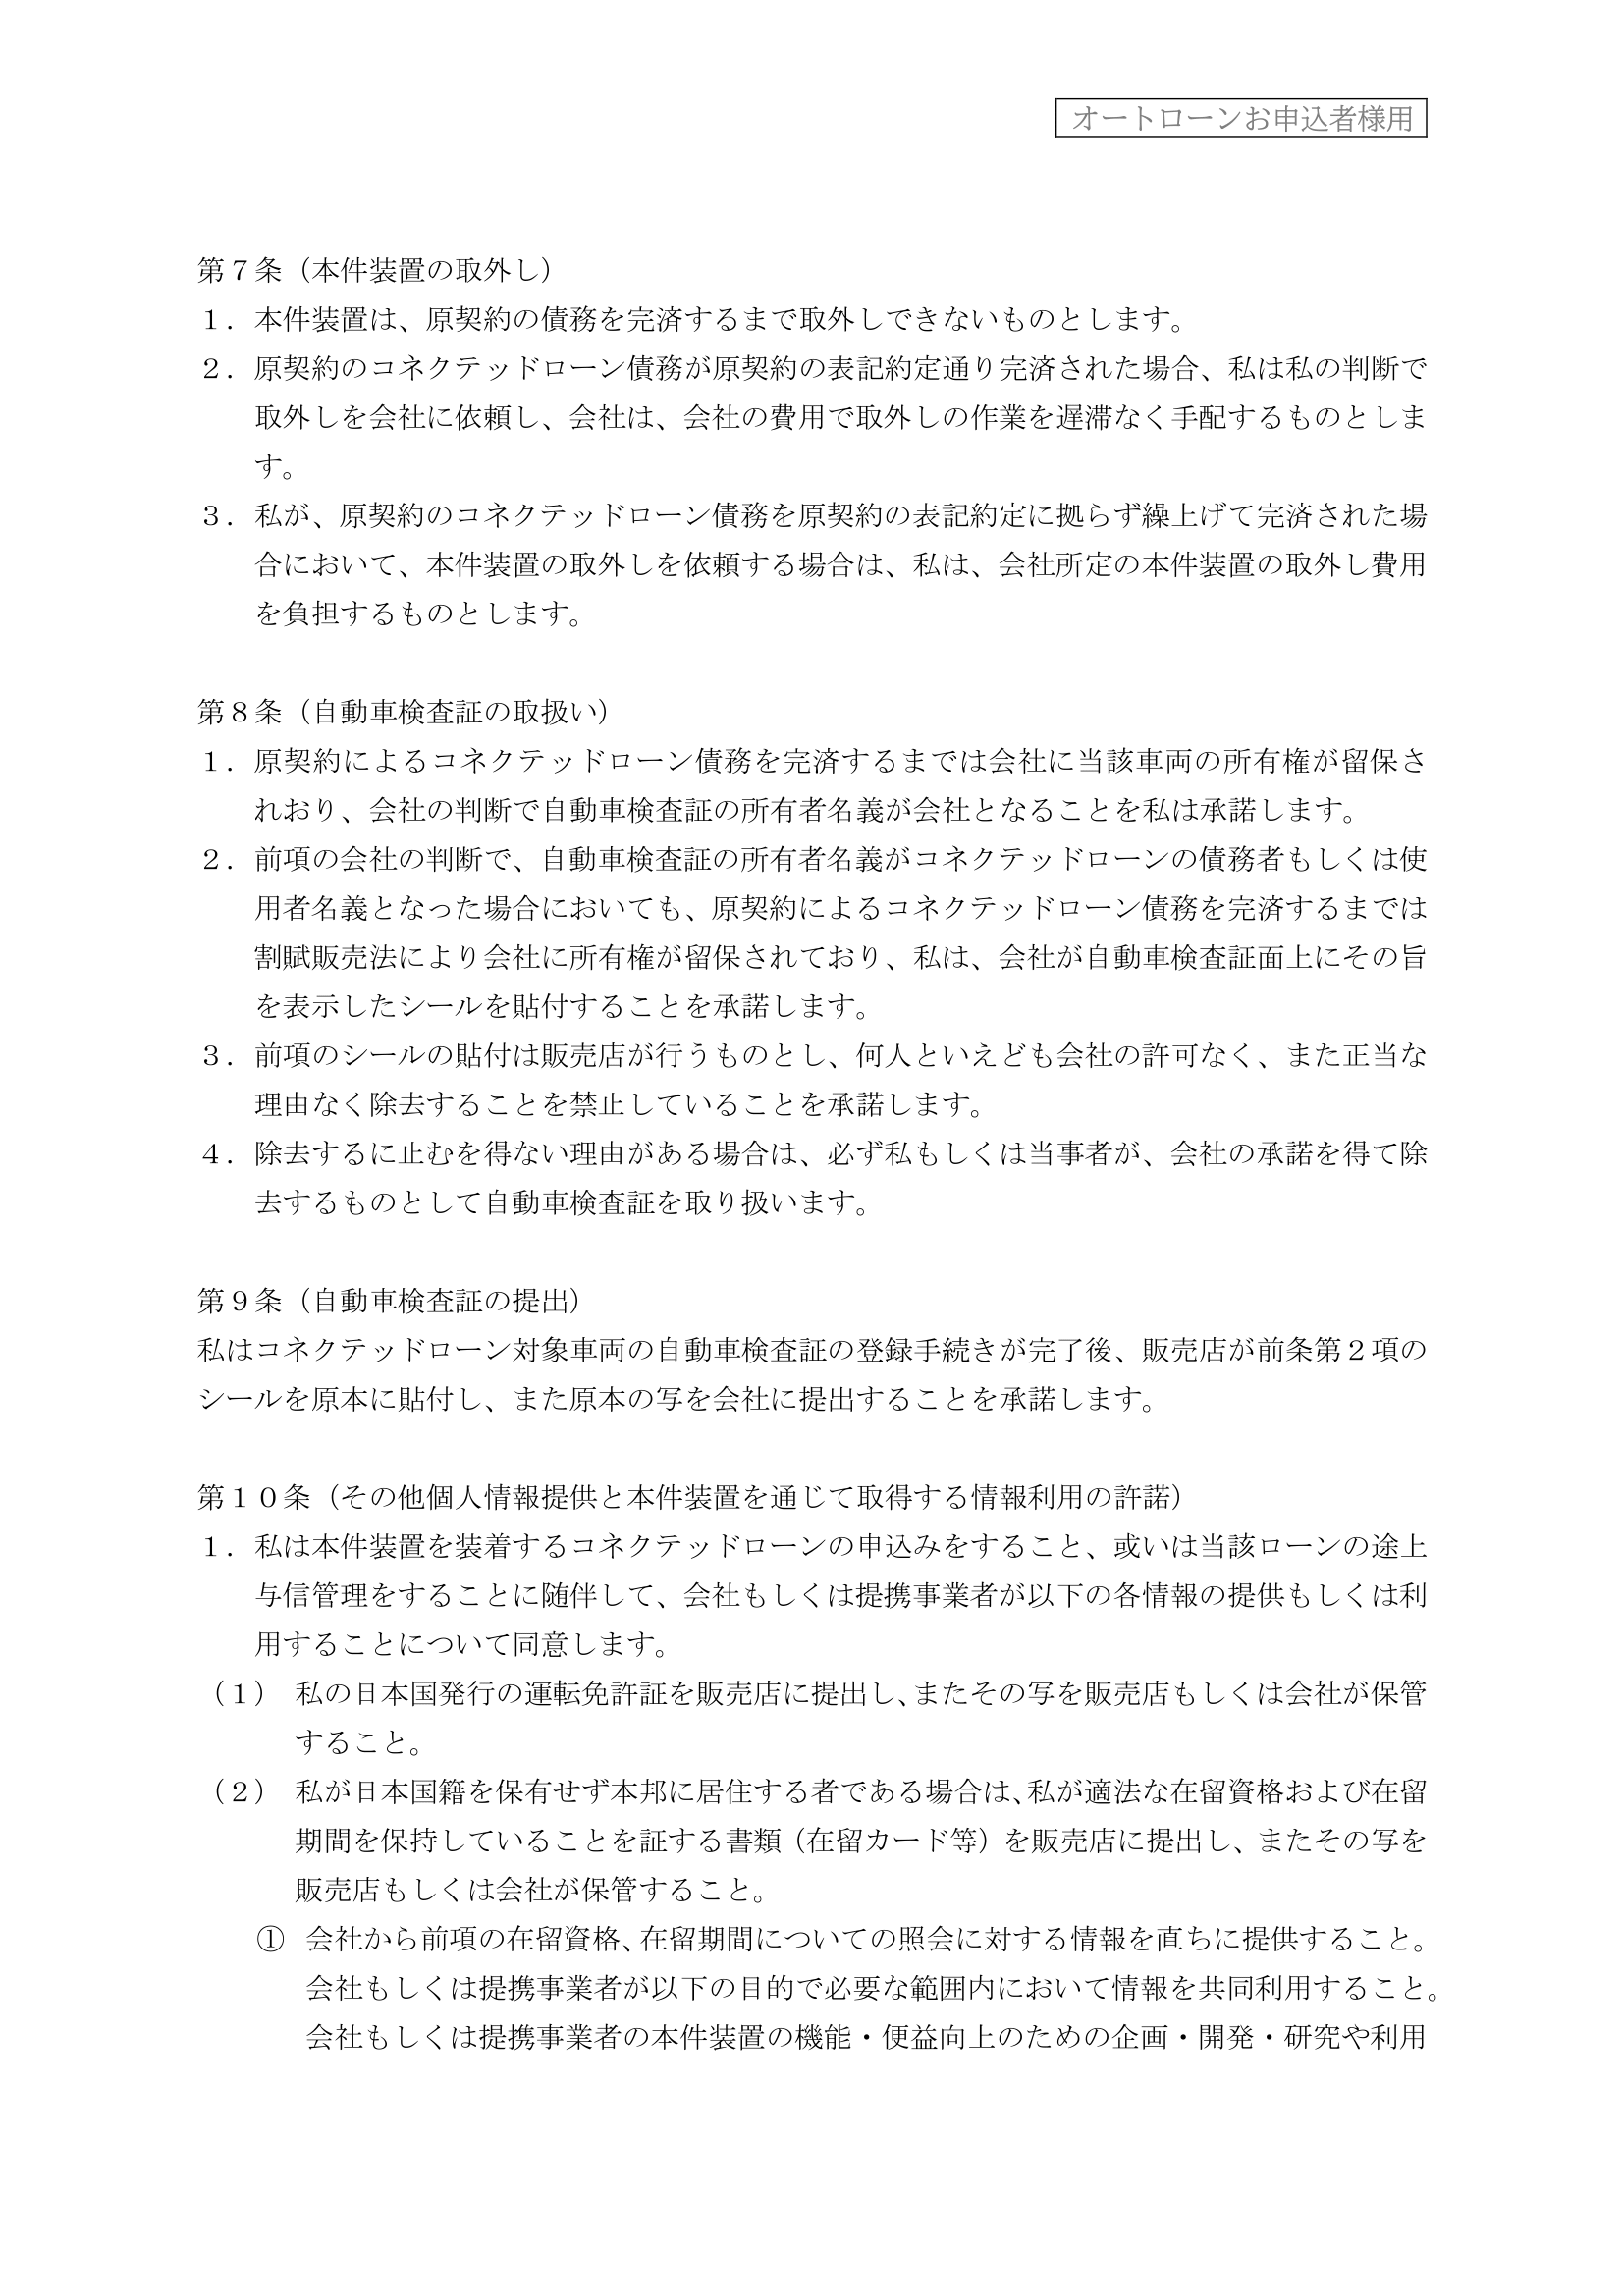 オートローンお申込者様用
第７条（本件装置の取外し）
１．本件装置は、原契約の債務を完済するまで取外しできないものとします。
２．原契約のコネクテッドローン債務が原契約の表記約定通り完済された場合、私は私の判断で
取外しを会社に依頼し、会社は、会社の費用で取外しの作業を遅滞なく手配するものとしま
す。
３．私が、原契約のコネクテッドローン債務を原契約の表記約定に拠らず繰上げて完済された場
合において、本件装置の取外しを依頼する場合は、私は、会社所定の本件装置の取外し費用
を負担するものとします。
第８条（自動車検査証の取扱い）
１．原契約によるコネクテッドローン債務を完済するまでは会社に当該車両の所有権が留保さ
れおり、会社の判断で自動車検査証の所有者名義が会社となることを私は承諾します。
２．前項の会社の判断で、自動車検査証の所有者名義がコネクテッドローンの債務者もしくは使
用者名義となった場合においても、原契約によるコネクテッドローン債務を完済するまでは
割賦販売法により会社に所有権が留保されており、私は、会社が自動車検査証面上にその旨
を表示したシールを貼付することを承諾します。
３．前項のシールの貼付は販売店が行うものとし、何人といえども会社の許可なく、また正当な
理由なく除去することを禁止していることを承諾します。
４．除去するに止むを得ない理由がある場合は、必ず私もしくは当事者が、会社の承諾を得て除
去するものとして自動車検査証を取り扱います。
第９条（自動車検査証の提出）
私はコネクテッドローン対象車両の自動車検査証の登録手続きが完了後、販売店が前条第２項の
シールを原本に貼付し、また原本の写を会社に提出することを承諾します。
第１０条（その他個人情報提供と本件装置を通じて取得する情報利用の許諾）
１．私は本件装置を装着するコネクテッドローンの申込みをすること、或いは当該ローンの途上
与信管理をすることに随伴して、会社もしくは提携事業者が以下の各情報の提供もしくは利
用することについて同意します。
（１） 私の日本国発行の運転免許証を販売店に提出し、またその写を販売店もしくは会社が保管
すること。
（２） 私が日本国籍を保有せず本邦に居住する者である場合は、私が適法な在留資格および在留
期間を保持していることを証する書類（在留カード等）を販売店に提出し、またその写を
販売店もしくは会社が保管すること。
① 会社から前項の在留資格、在留期間についての照会に対する情報を直ちに提供すること。
会社もしくは提携事業者が以下の目的で必要な範囲内において情報を共同利用すること。
会社もしくは提携事業者の本件装置の機能・便益向上のための企画・開発・研究や利用